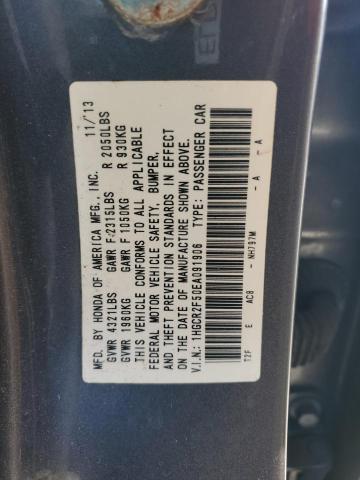 MFD. BY HONDA OF AMERICA MFG., INC. 11/13
GVWR 4321LBS GAWR F 2315LBS R 2050LBS
GVWR 1960KG GAWR F 1050KG R 930KG
THIS VEHICLE CONFORMS TO ALL APPLICABLE
FEDERAL MOTOR VEHICLE SAFETY, BUMPER,
AND THEFT PREVENTION STANDARDS IN EFFECT
ON THE DATE OF MANUFACTURE SHOWN ABOVE.
V.I.N.: 1HGCR2F50EA091906 TYPE: PASSENGER CAR
T2F E AC8 - NH797M - A - A